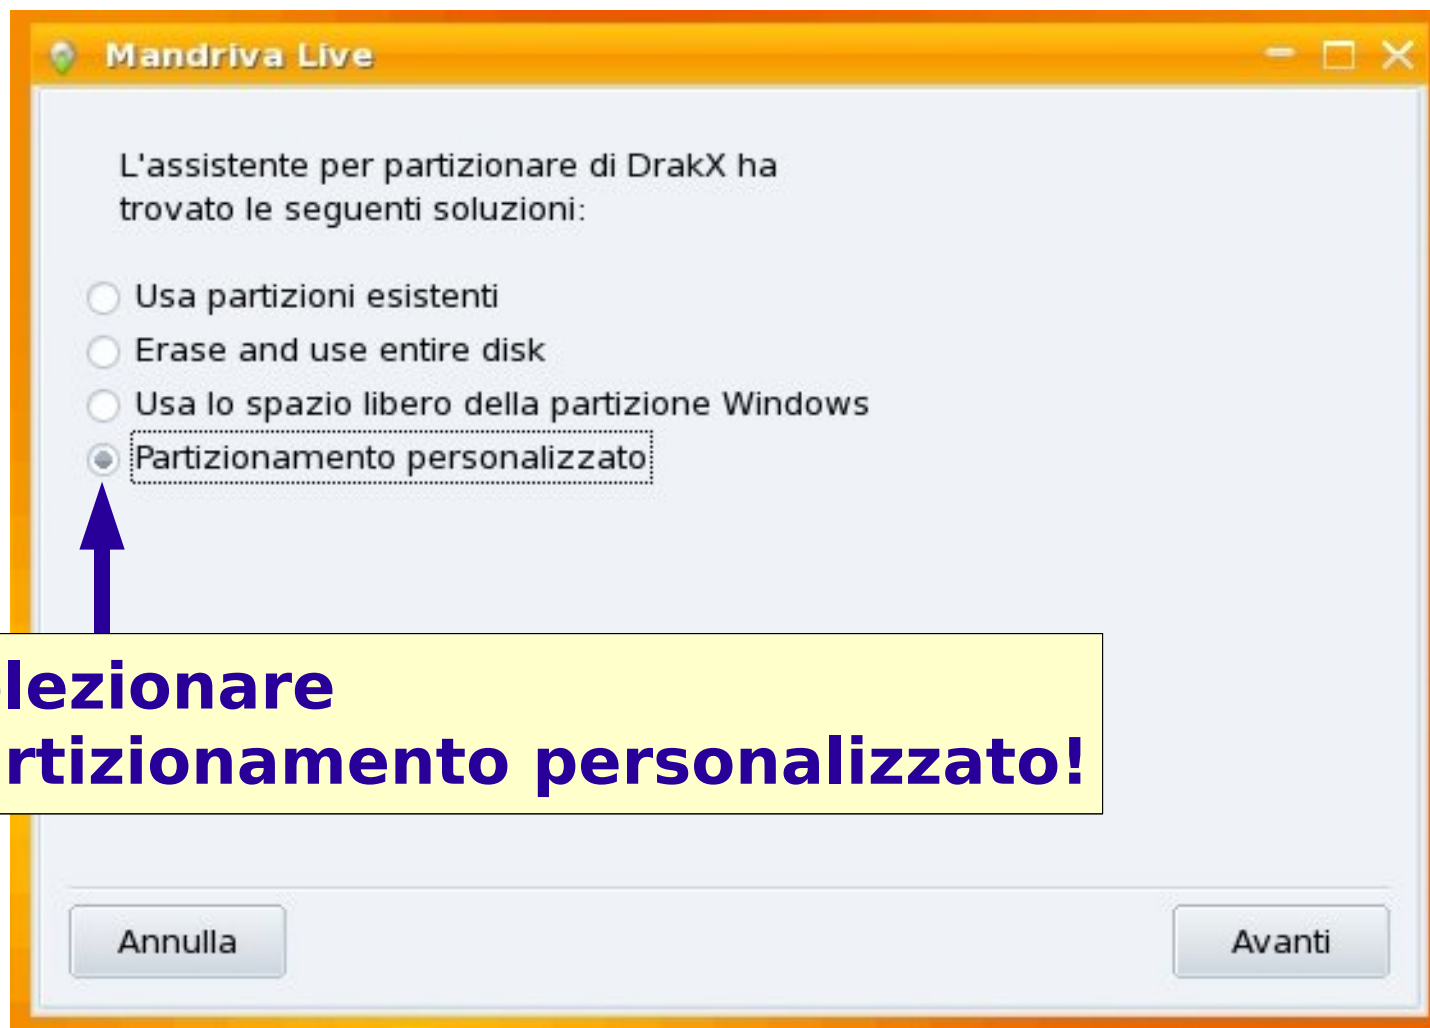 Mandriva Live
L'assistente per partizionare di DrakX ha
trovato le seguenti soluzioni:
Usa partizioni esistenti
Erase and use entire disk
Usa lo spazio libero della partizione Windows
Partizionamento personalizzato
lezionare
rtizionamento personalizzato!
Annulla
Avanti